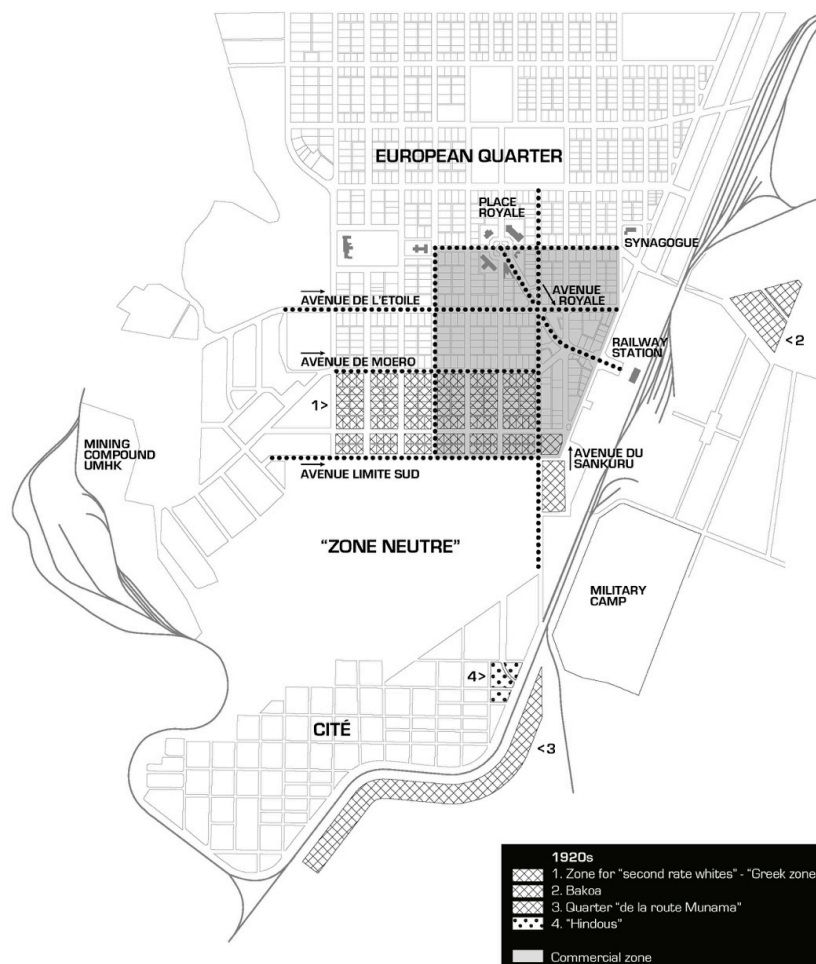 EUROPEAN QUARTER
PLACE
ROYALE
SYNAGOGUE
AVENUE DE L'ETOILE
AVENUE
ROYALE
<2
RAILWAY
STATION
AVENUE DE MOERO
1>
MINING
COMPOUND
UMHK
AVENUE DU
SANKURU
AVENUE LIMITE SUD
"ZONE NEUTRE"
MILITARY
CAMP
4>
CITÉ
<3
1920s
1. Zone for "second rate whites" - "Greek zone
2. Bakoa
3. Quarter "de la route Munama"
4. "Hindous"
Commercial zone